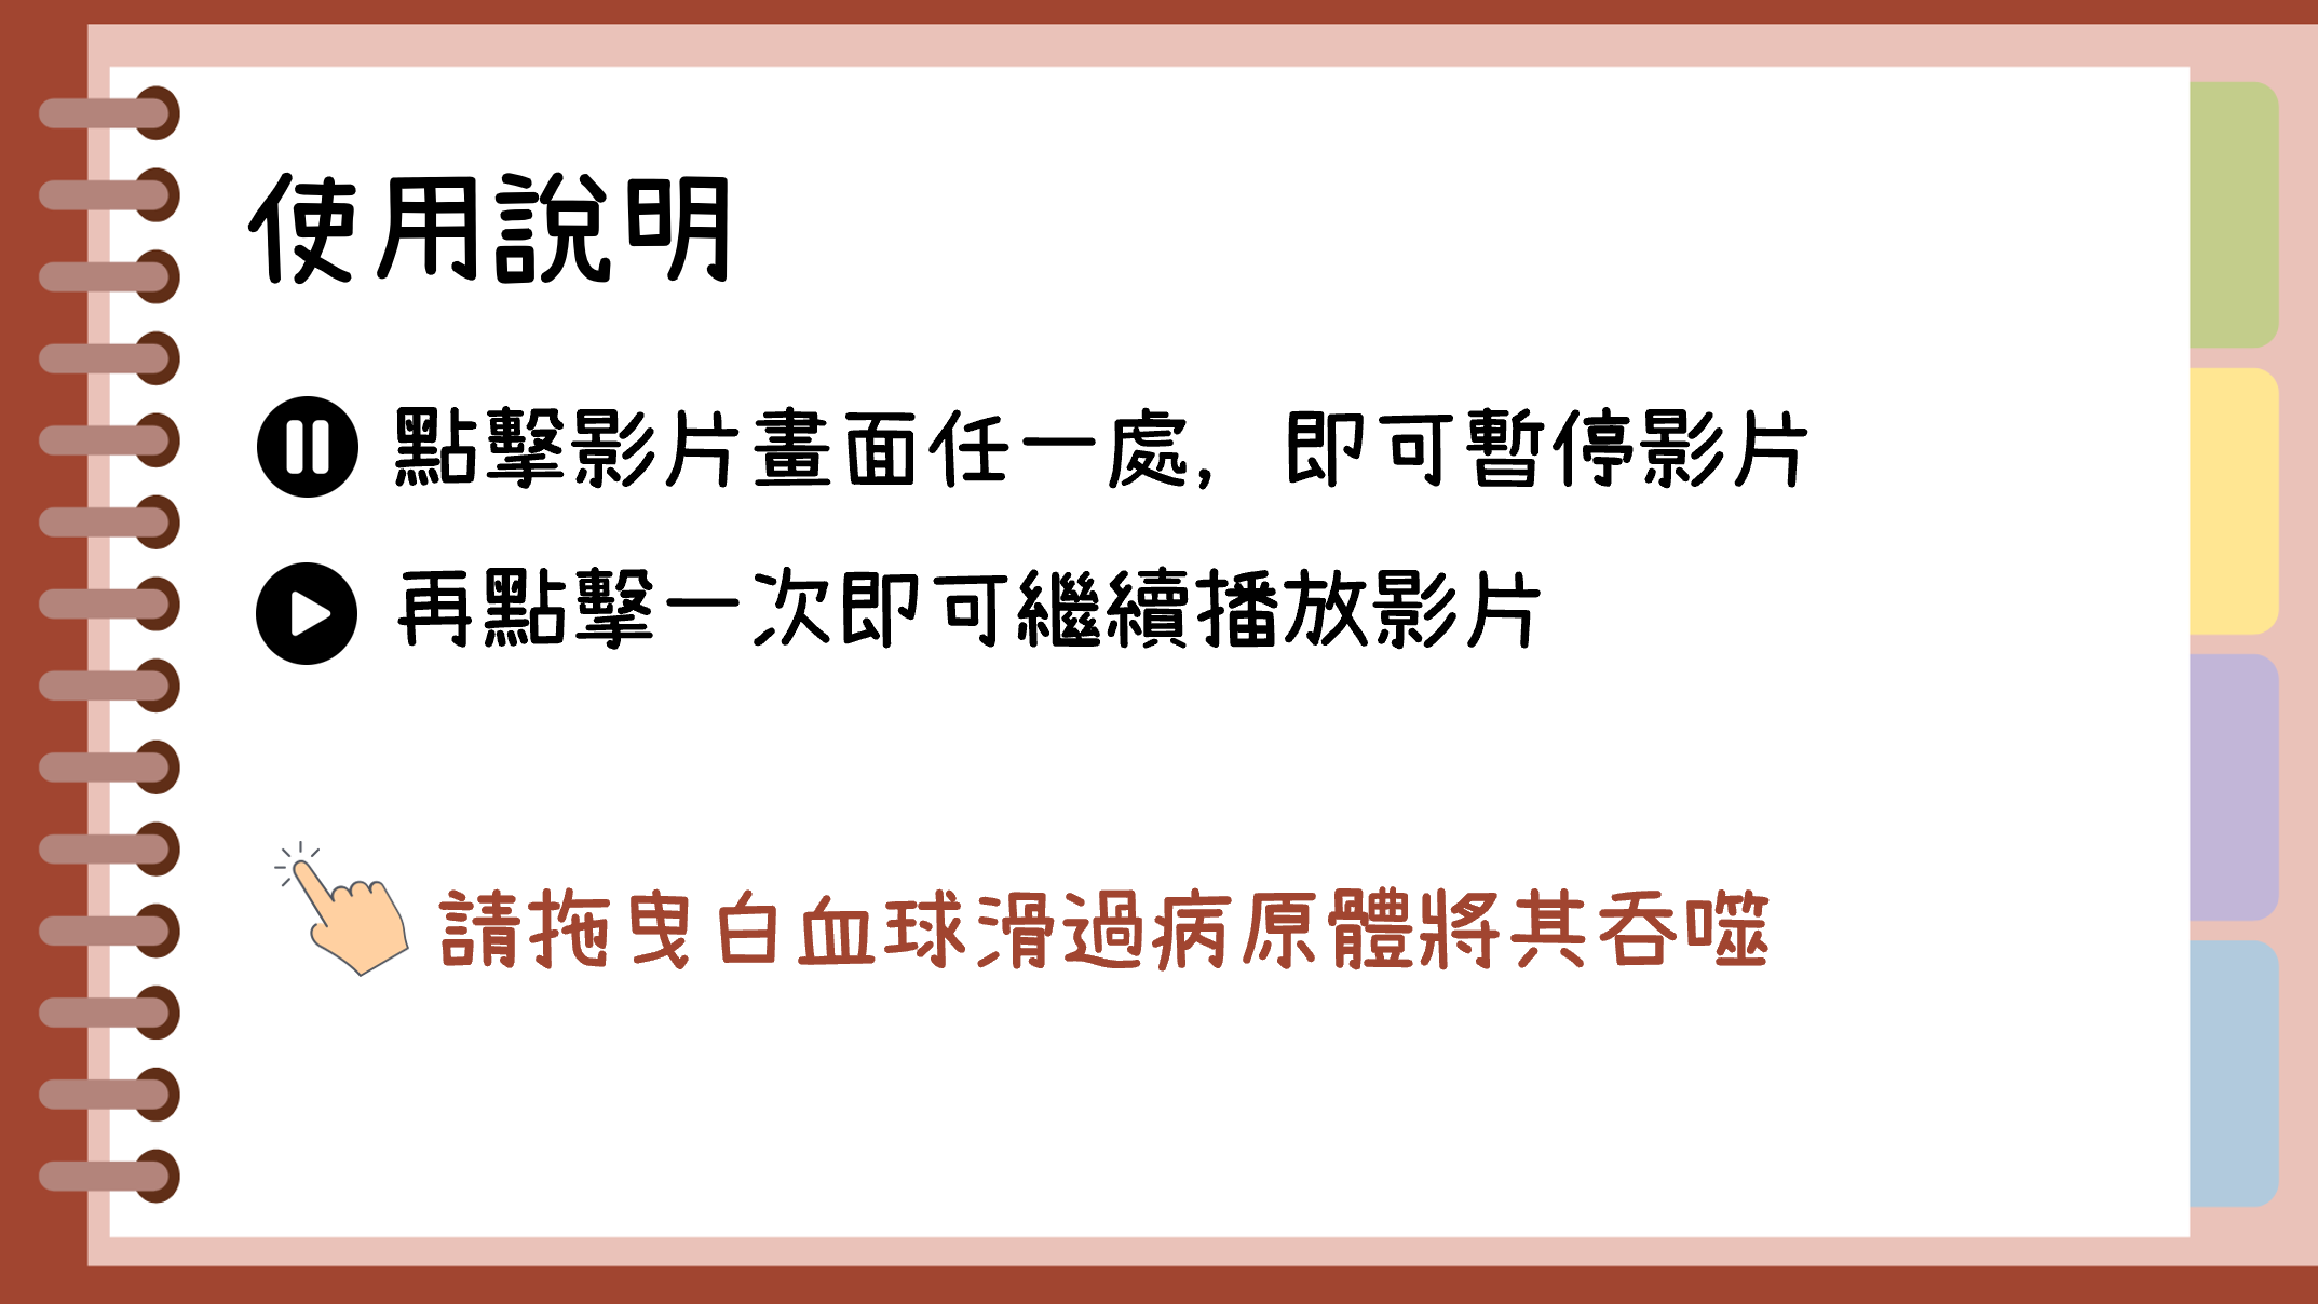 使用說明
點擊影片畫面任一處，即可暫停影片
再點擊一次即可繼續播放影片
請拖曳白血球滑過病原體將其吞噬